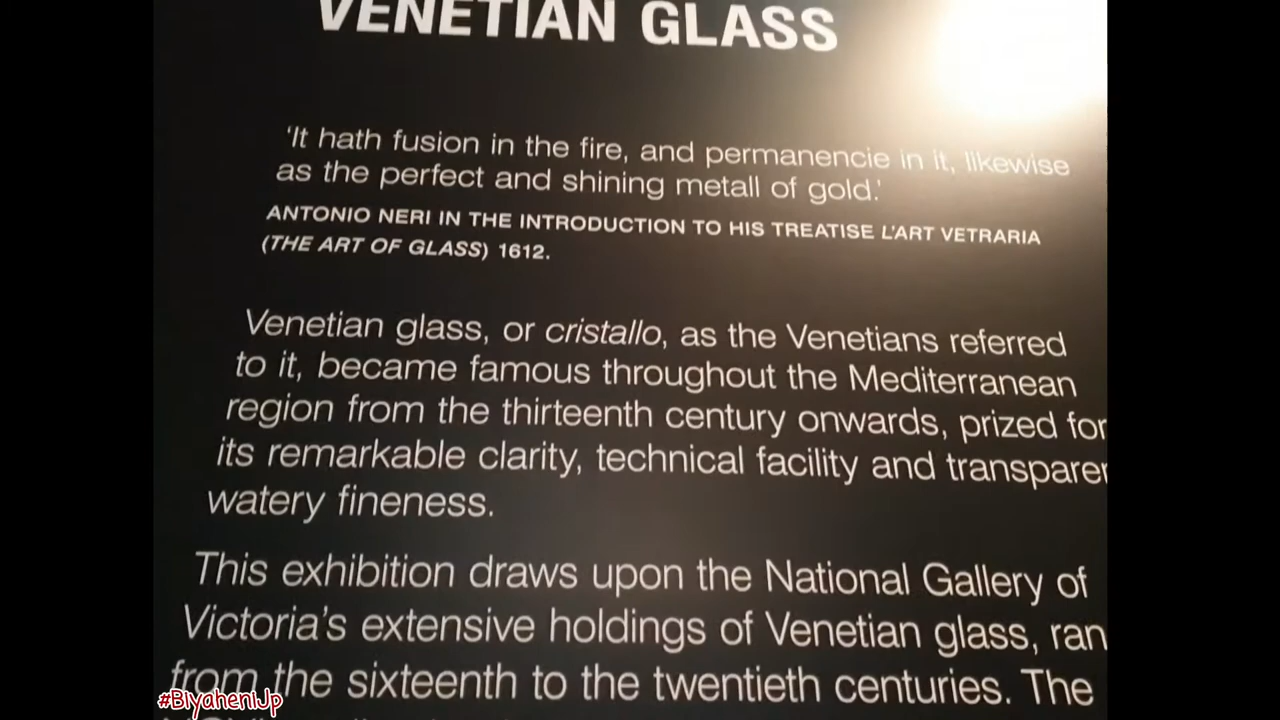 VENETIAN GLASS
'It hath fusion in the fire, and permanencie in it, likewise
as the perfect and shining metall of gold.'
ANTONIO NERI IN THE INTRODUCTION TO HIS TREATISE L'ART VETRARIA
(THE ART OF GLASS) 1612.
Venetian glass, or cristallo, as the Venetians referred
to it, became famous throughout the Mediterranean
region from the thirteenth century onwards, prized for
its remarkable clarity, technical facility and
watery fineness.
This exhibition draws upon the National Gallery of
Victoria's extensive holdings of Venetian glass,
from the sixteenth to the twentieth centuries. The
#BiyaheniJp